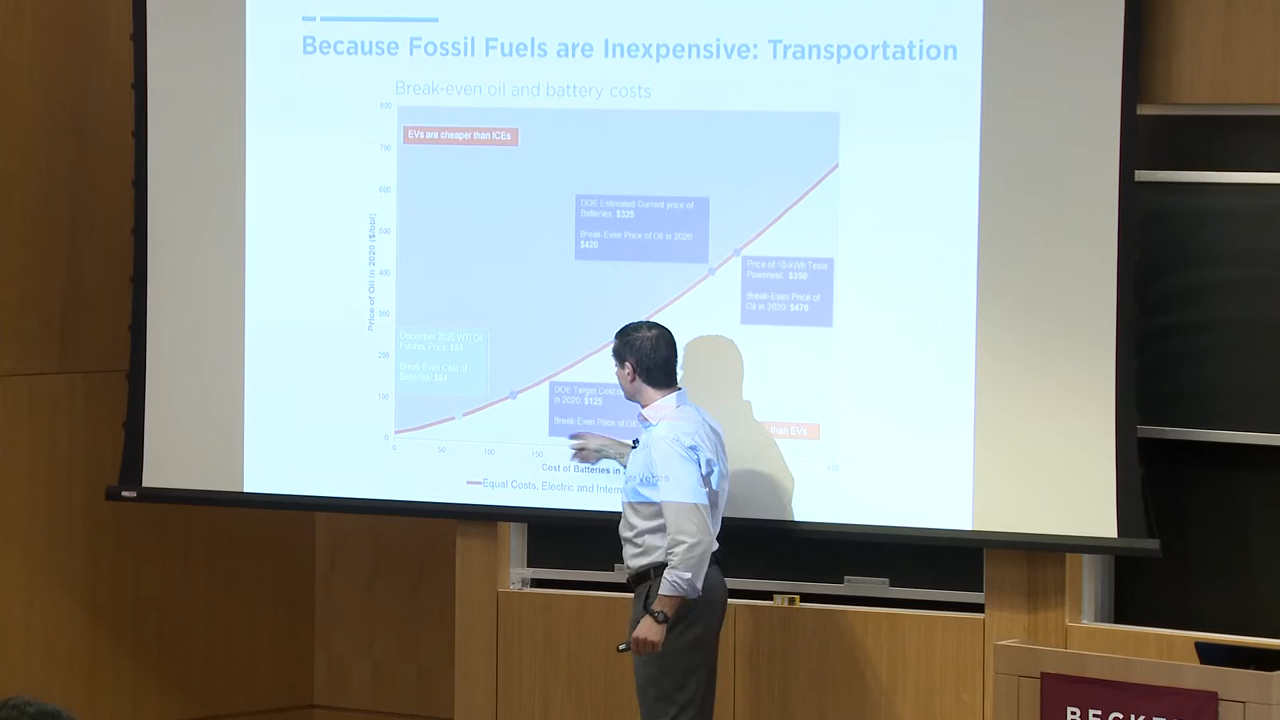 Because Fossil Fuels are Inexpensive: Transportation
Break-even oil and battery costs
800
700
600
500
400
300
200
100
0
Price of Oil in 2020 ($/bbl)
EVs are cheaper than ICEs
DOE Estimated Current price of
Batteries: $325
Break-Even Price of Oil in 2020
$420
Price of 10-kWh Tesla
Powerwall: $350
Break-Even Price of
Oil in 2020: $470
December 2020 WTI Oil
Futures Price: $55
Break-Even Cost of
Batteries: $64
DOE Target Cost
in 2020: $125
Break-Even Price of Oil
than EVs
0
50
100
150
400
Cost of Batteries in
Equal Costs, Electric and